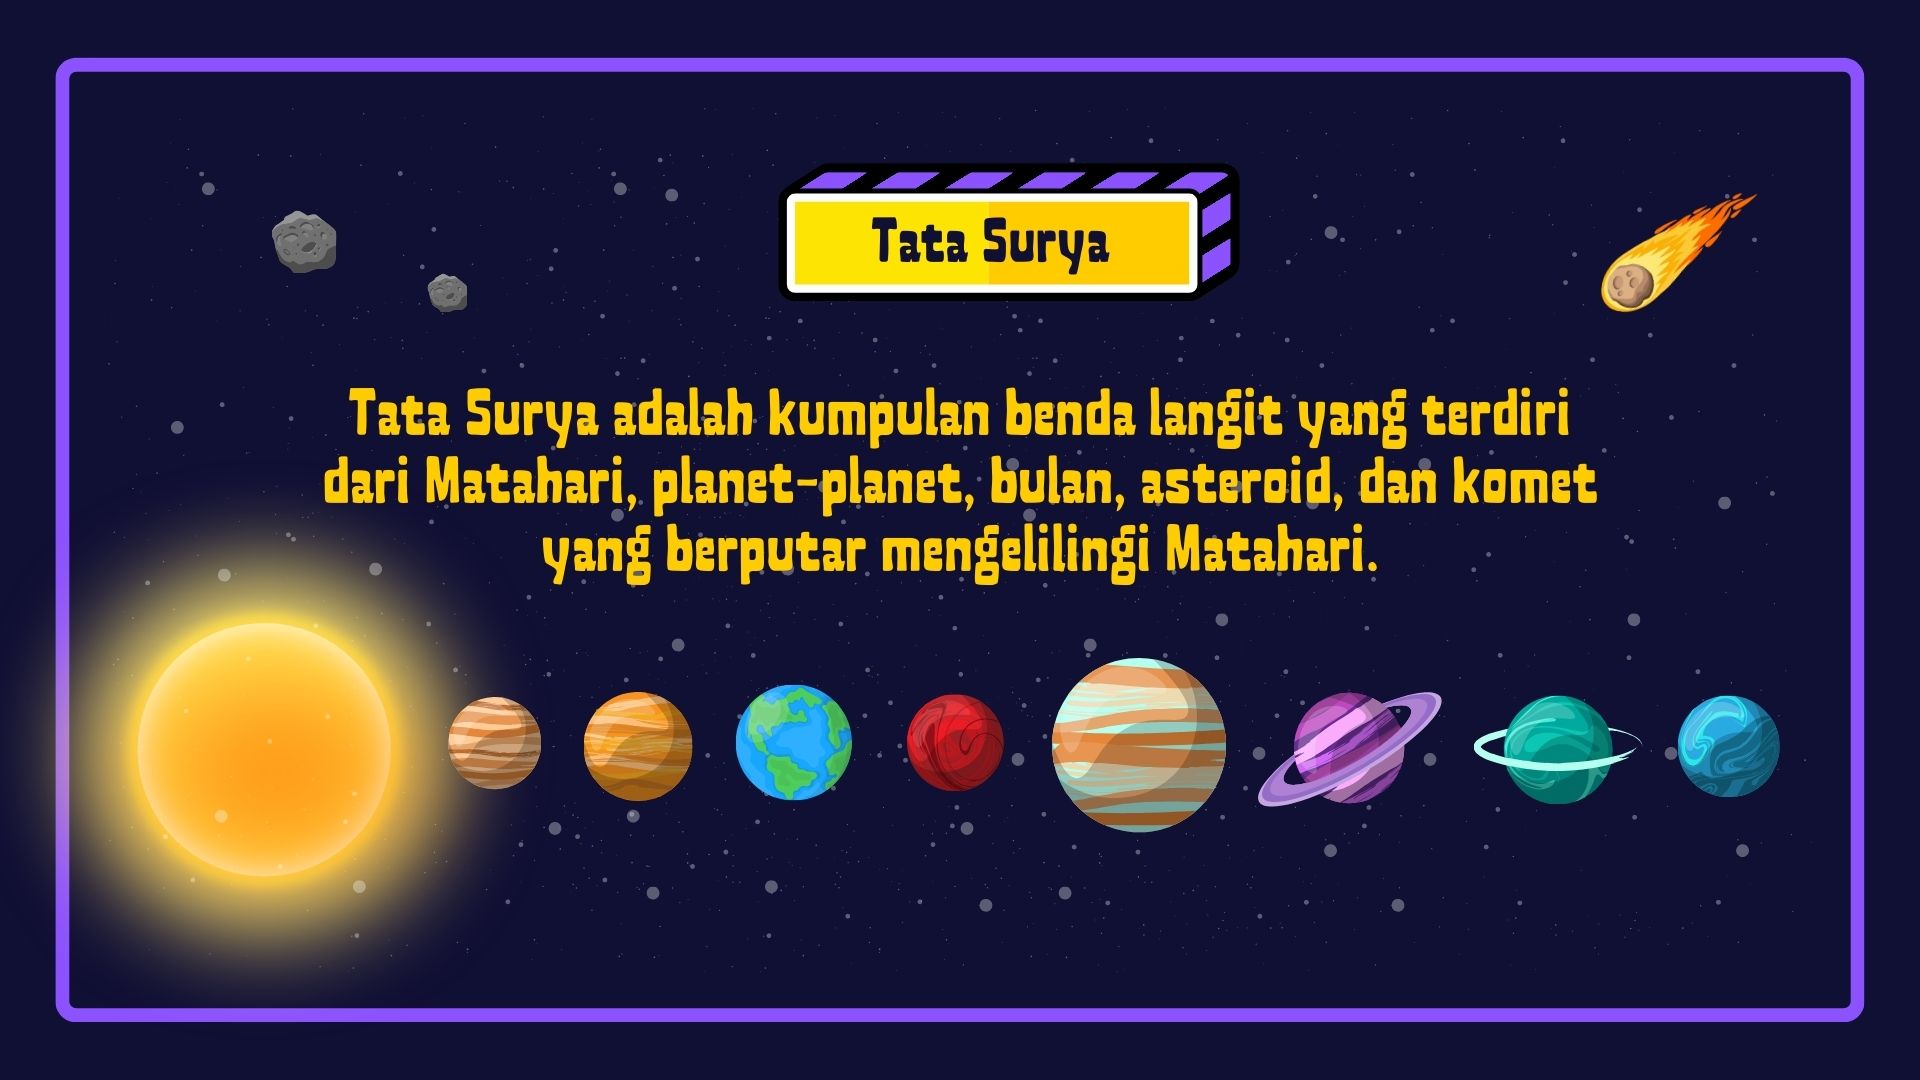 Tata Surya
Tata Surya adalah kumpulan benda langit yang terdiri
dari Matahari, planet-planet, bulan, asteroid, dan komet
yang berputar mengelilingi Matahari.